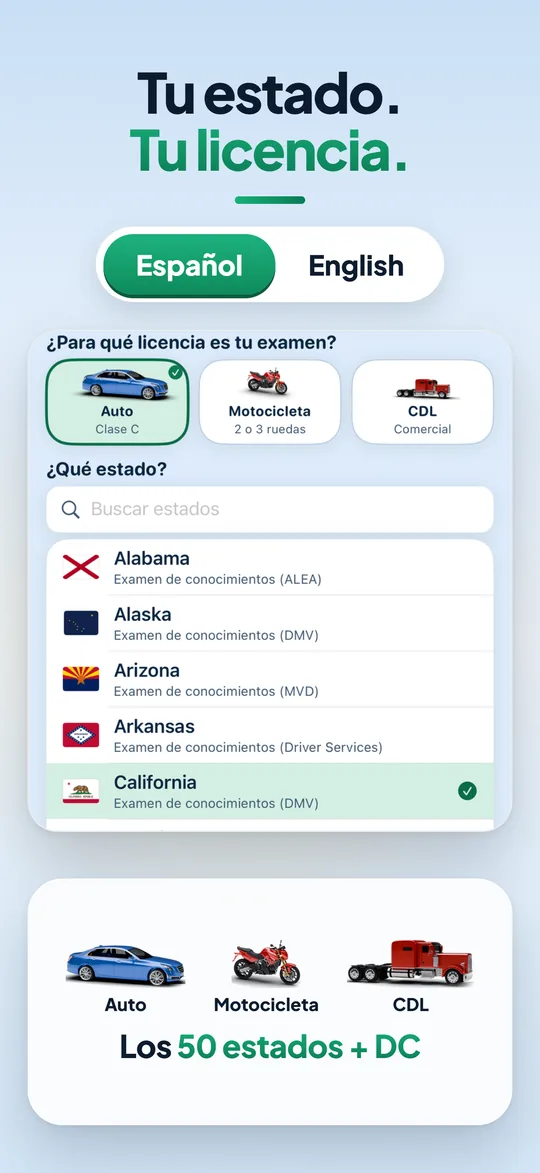 Tu estado.
Tu licencia.
Español English
¿Para qué licencia es tu examen?
Auto Motocicleta CDL
Clase C 2 o 3 ruedas Comercial
¿Qué estado?
Buscar estados
Alabama
Examen de conocimientos (ALEA)
Alaska
Examen de conocimientos (DMV)
Arizona
Examen de conocimientos (MVD)
Arkansas
Examen de conocimientos (Driver Services)
California
Examen de conocimientos (DMV)
Auto Motocicleta CDL
Los 50 estados + DC